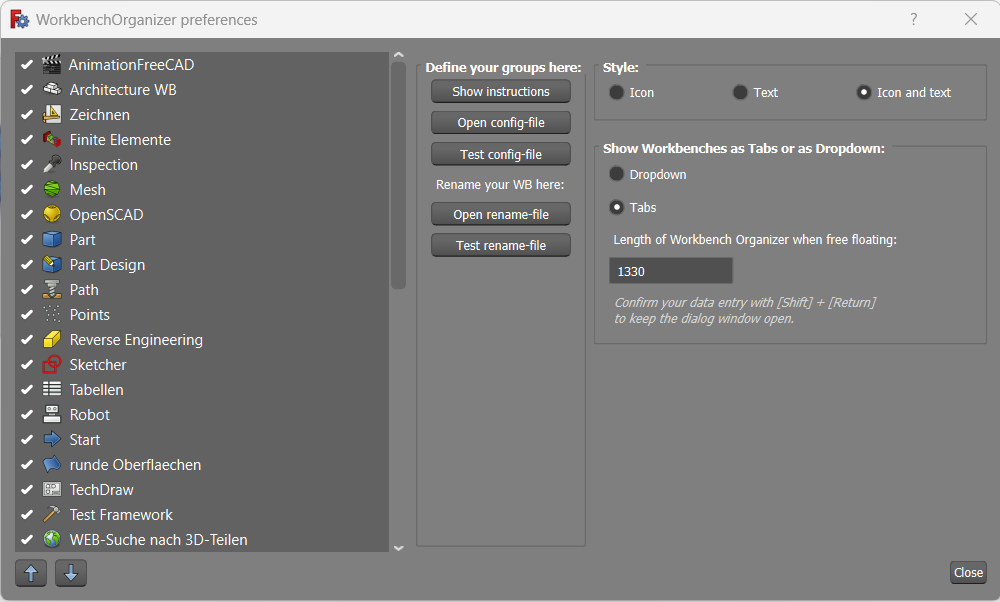 WorkbenchOrganizer preferences
AnimationFreeCAD
Architecture WB
Zeichnen
Finite Elemente
Inspection
Mesh
OpenSCAD
Part
Part Design
Path
Points
Reverse Engineering
Sketcher
Tabellen
Robot
Start
runde Oberflaechen
TechDraw
Test Framework
WEB-Suche nach 3D-Teilen
Define your groups here:
Show instructions
Open config-file
Test config-file
Rename your WB here:
Open rename-file
Test rename-file
Style:
Icon
Text
Icon and text
Show Workbenches as Tabs or as Dropdown:
Dropdown
Tabs
Length of Workbench Organizer when free floating:
1330
Confirm your data entry with [Shift] + [Return]
to keep the dialog window open.
Close